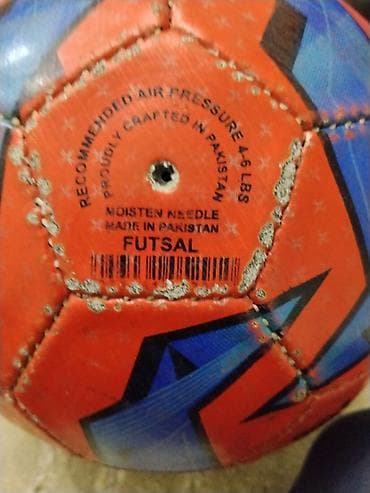 RECOMMENDED AIR PRESSURE 4-6 LBS
PROUDLY CRAFTED IN PAKISTAN
MOISTEN NEEDLE
MADE IN PAKISTAN
FUTSAL